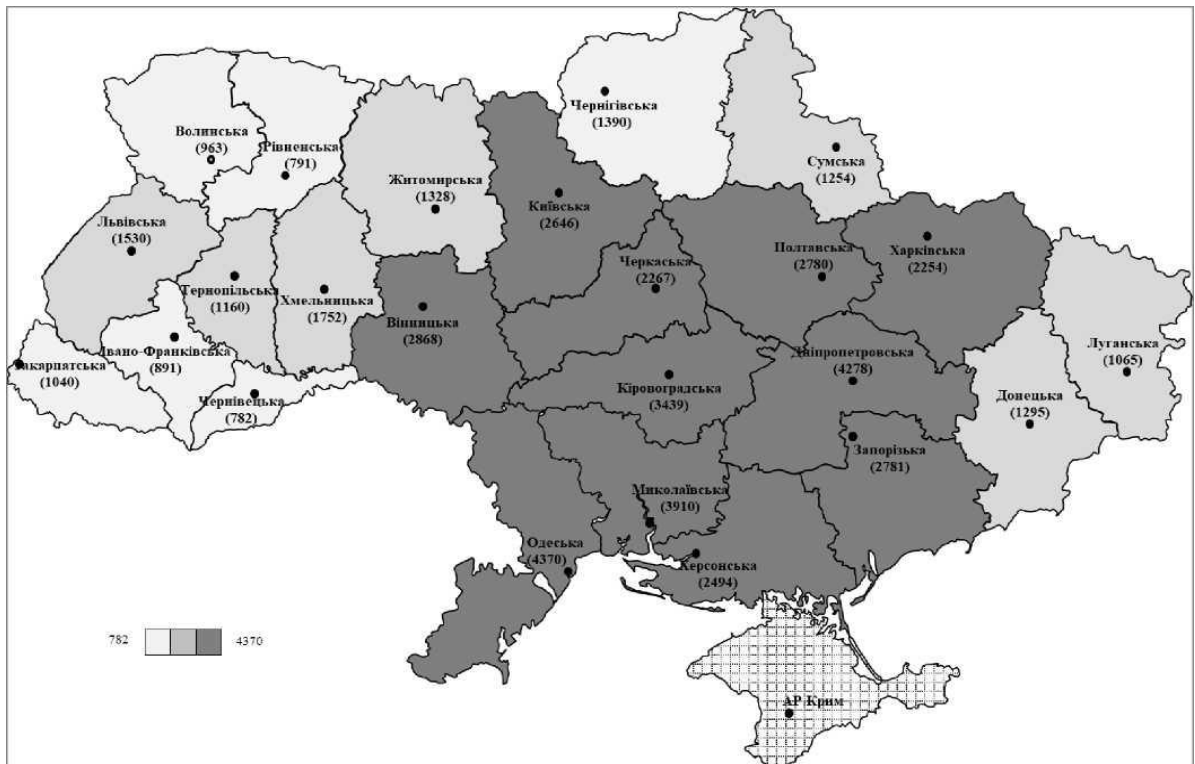 Чернігівська
(1390)
Волинська
(963)
Рівненська
(791)
Сумська
(1254)
Житомирська
(1328)
Київська
(2646)
Львівська
(1530)
Полтавська
(2780)
Харківська
(2254)
Черкаська
(2267)
Тернопільська
(1160)
Хмельницька
(1752)
Вінницька
(2868)
Івано-Франківська
(891)
Закарпатська
(1040)
Чернівецька
(782)
Дніпропетровська
(4278)
Кіровоградська
(3439)
Луганська
(1065)
Донецька
(1295)
Запорізька
(2781)
Миколаївська
(3910)
Одеська
(4370)
Херсонська
(2494)
782 4370
АР Крим